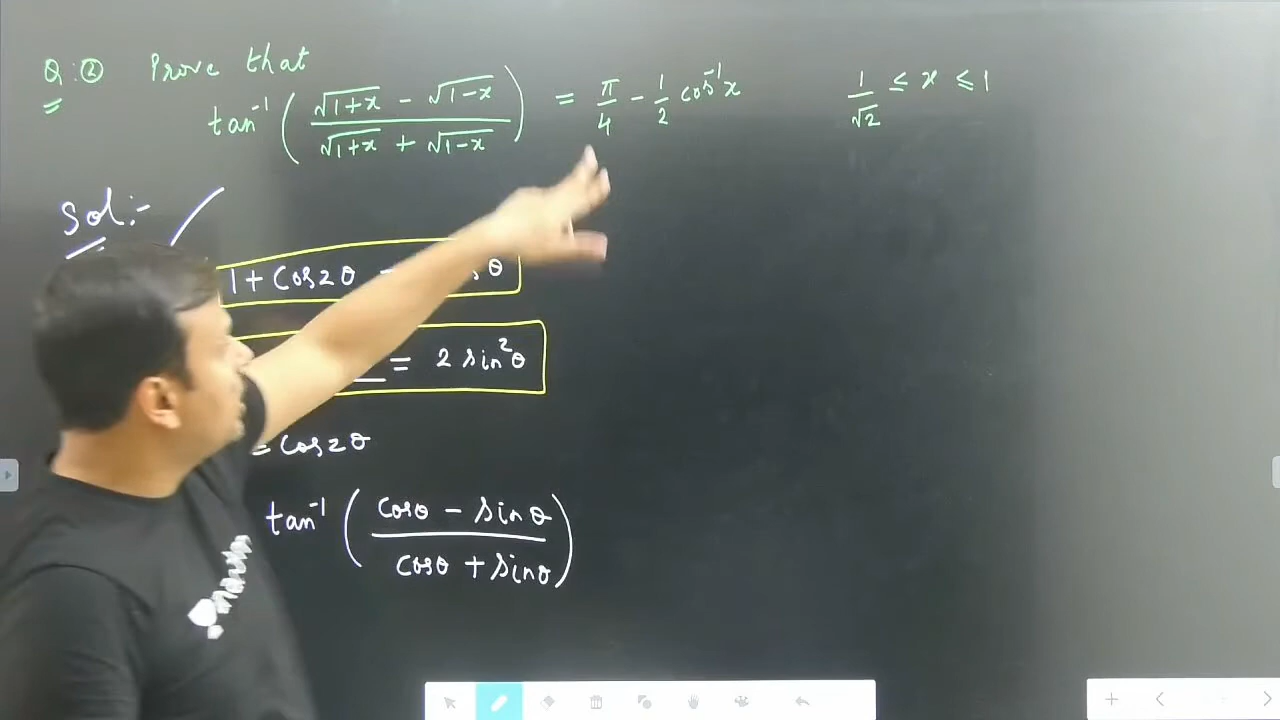 Q:② Prove that
tan⁻¹ ( (√1+x − √1−x) / (√1+x + √1−x) ) = π/4 − 1/2 cos⁻¹x    1/√2 ≤ x ≤ 1
Sol:-
1 + Cos2θ
= 2 sin²θ
= Cos2θ
tan⁻¹ ( (cosθ − sinθ) / (cosθ + sinθ) )